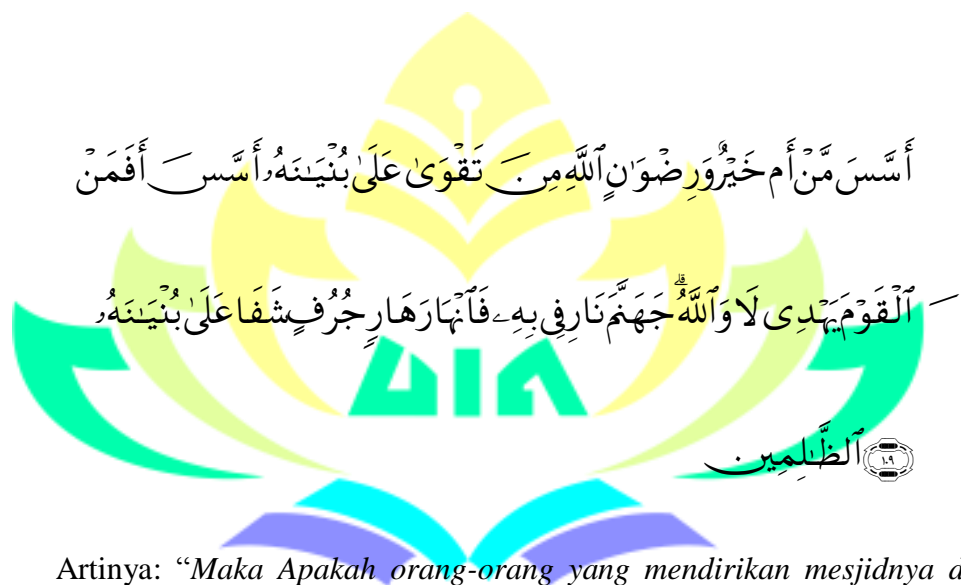 أَسَّسَ مَّنْ أَم خَيْرٌ وَرِضْوَٰنٍ ٱللَّهِ مِنَ تَقْوَىٰ عَلَىٰ بُنْيَـٰنَهُۥ أَسَّسَ أَفَمَنْ
ٱلْقَوْمَ يَهْدِى لَا وَٱللَّهُ ۗ جَهَنَّمَ نَارِ فِى بِهِۦ فَٱنْهَارَ هَارٍ جُرُفٍ شَفَا عَلَىٰ بُنْيَـٰنَهُۥ
١٠٩ ٱلظَّـٰلِمِينَ
Artinya: “Maka Apakah orang-orang yang mendirikan mesjidnya